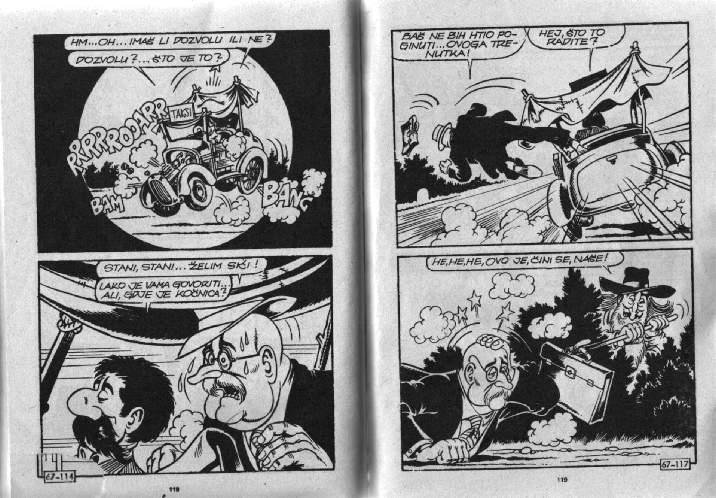 HM...OH...IMAŠ LI DOZVOLU ILI NE?
DOZVOLU?...ŠTO JE TO?
TAKSI
RRRRROOARR
BAM
BANG
STANI, STANI... ŽELIM SIĆI!
LAKO JE VAMA GOVORITI...
ALI, GDJE JE KOČNICA?
67-114
119
BAŠ NE BIH HTIO PO-
GINUTI...OVOGA TRE-
NUTKA!
HEJ, ŠTO TO
RADITE?
HE, HE, HE, OVO JE, ČINI SE, NAŠE!
67-117
119